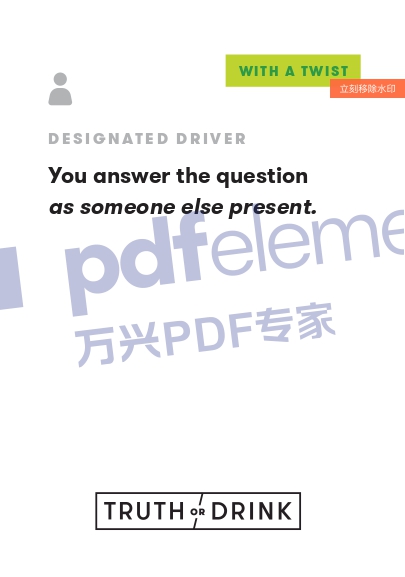 WITH A TWIST
立刻移除水印
DESIGNATED DRIVER
You answer the question
as someone else present.
pdfeleme
万兴PDF专家
TRUTH OR DRINK